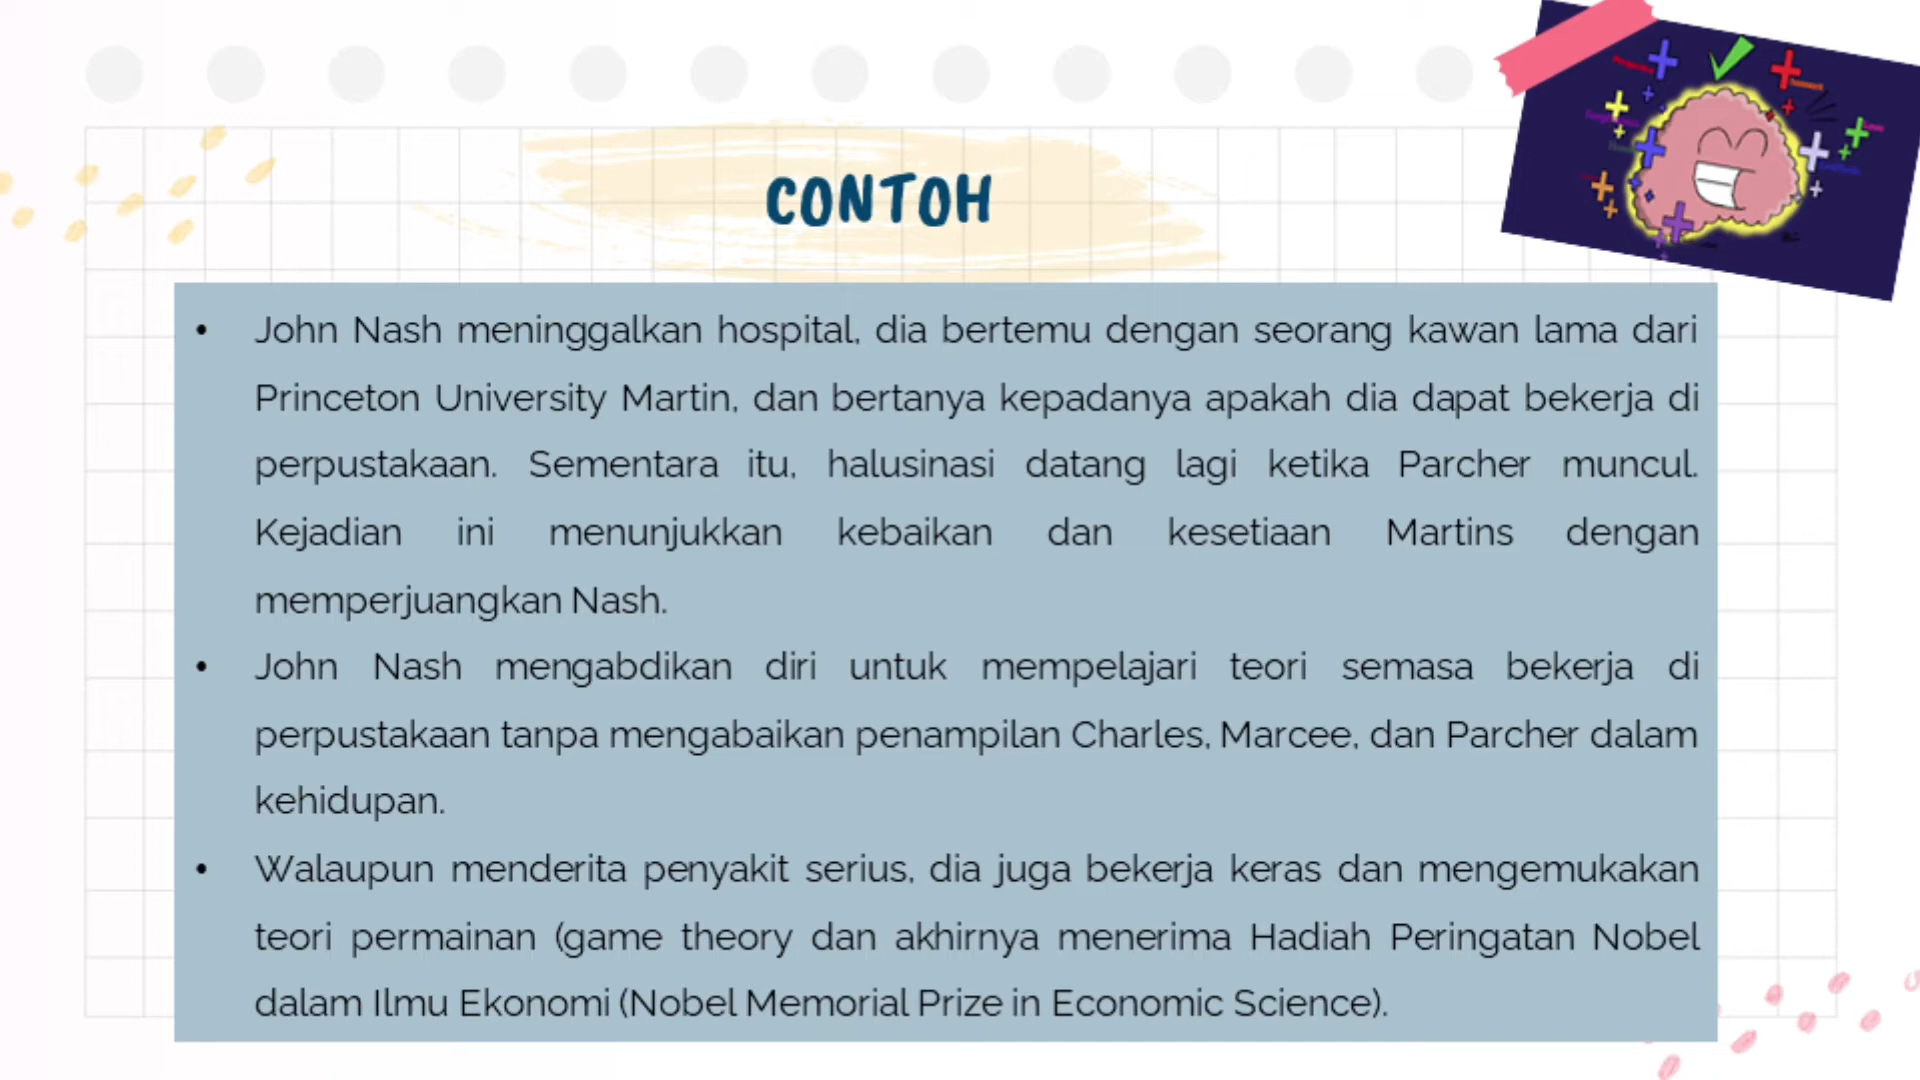 CONTOH
• John Nash meninggalkan hospital, dia bertemu dengan seorang kawan lama dari
Princeton University Martin, dan bertanya kepadanya apakah dia dapat bekerja di
perpustakaan. Sementara itu, halusinasi datang lagi ketika Parcher muncul.
Kejadian ini menunjukkan kebaikan dan kesetiaan Martins dengan
memperjuangkan Nash.
• John Nash mengabdikan diri untuk mempelajari teori semasa bekerja di
perpustakaan tanpa mengabaikan penampilan Charles, Marcee, dan Parcher dalam
kehidupan.
• Walaupun menderita penyakit serius, dia juga bekerja keras dan mengemukakan
teori permainan (game theory dan akhirnya menerima Hadiah Peringatan Nobel
dalam Ilmu Ekonomi (Nobel Memorial Prize in Economic Science).